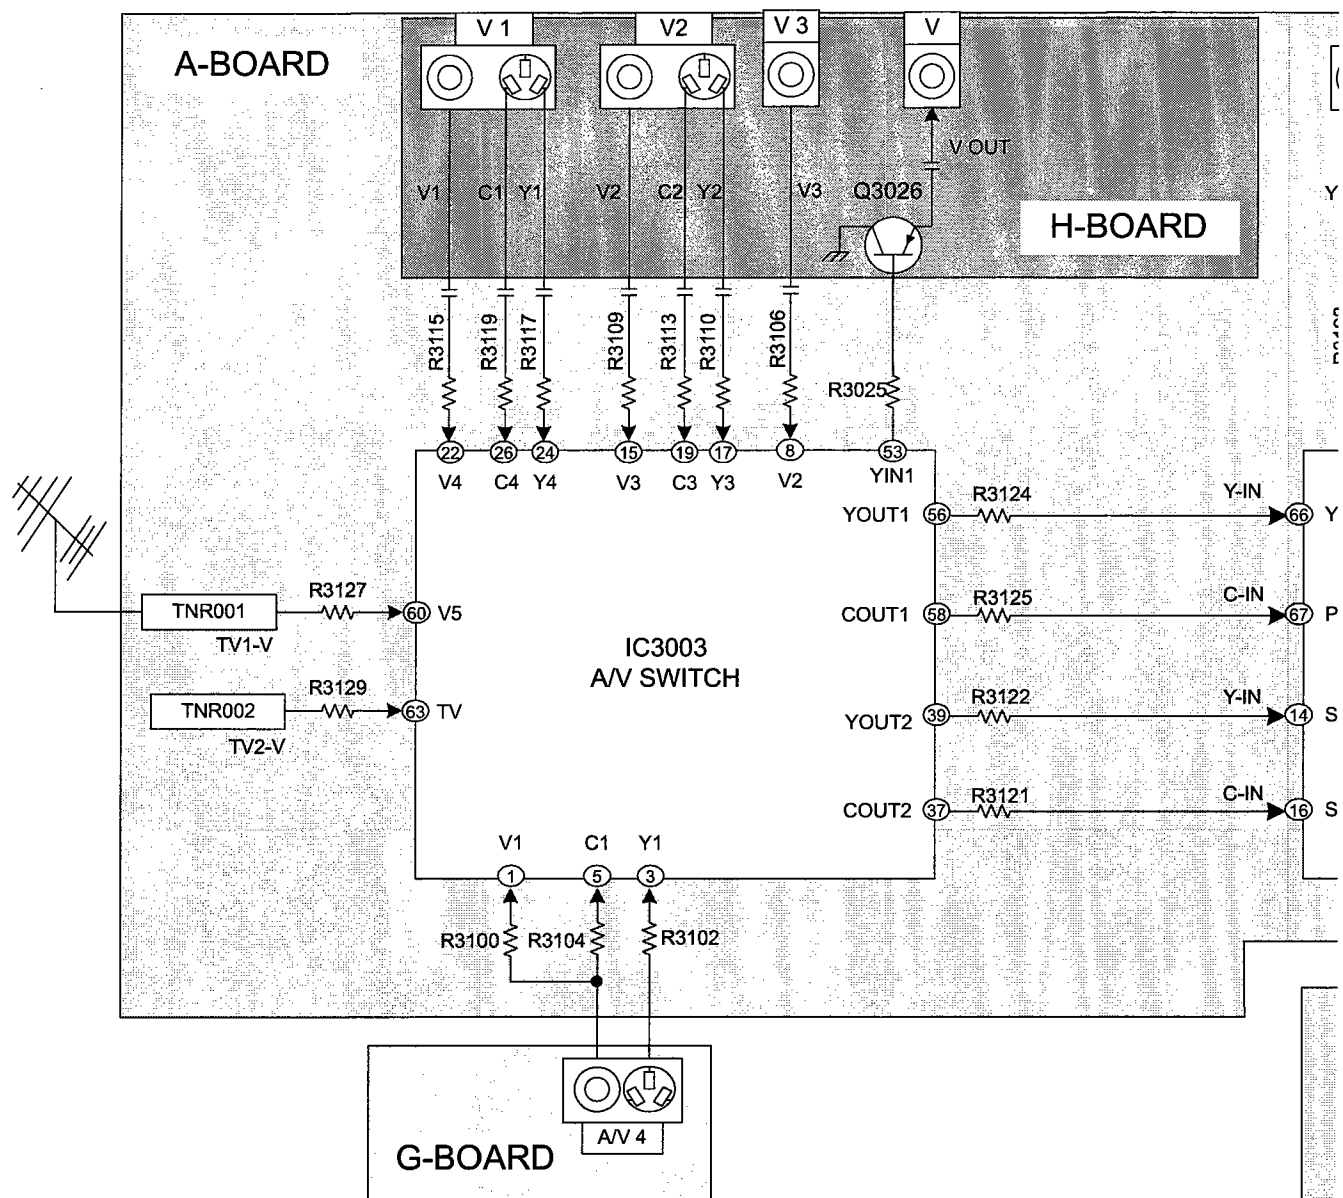 V 1
V2
V 3
V
A-BOARD
V OUT
V1
C1
Y1
V2
C2
Y2
V3
Q3026
Y
H-BOARD
R3115
R3119
R3117
R3109
R3113
R3110
R3106
R3025
22
26
24
15
19
17
8
53
V4
C4
Y4
V3
C3
Y3
V2
YIN1
YOUT1
56
R3124
Y-IN
66
Y
TNR001
TV1-V
R3127
60
V5
COUT1
58
R3125
C-IN
67
P
IC3003
A/V SWITCH
TNR002
TV2-V
R3129
63
TV
YOUT2
39
R3122
Y-IN
14
S
COUT2
37
R3121
C-IN
16
S
V1
C1
Y1
1
5
3
R3100
R3104
R3102
A/V 4
G-BOARD